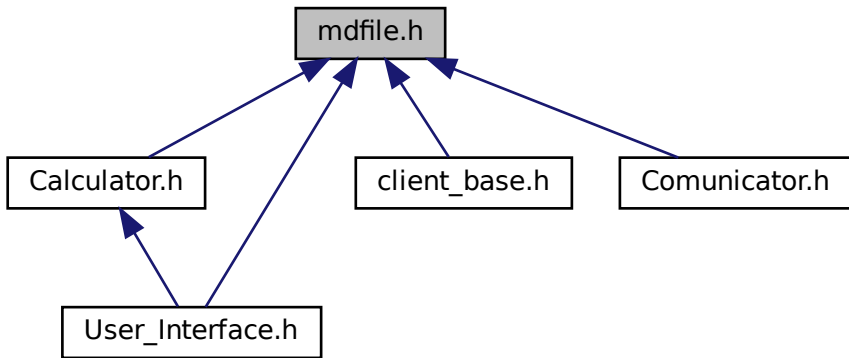 mdfile.h
Calculator.h
client_base.h
Comunicator.h
User_Interface.h